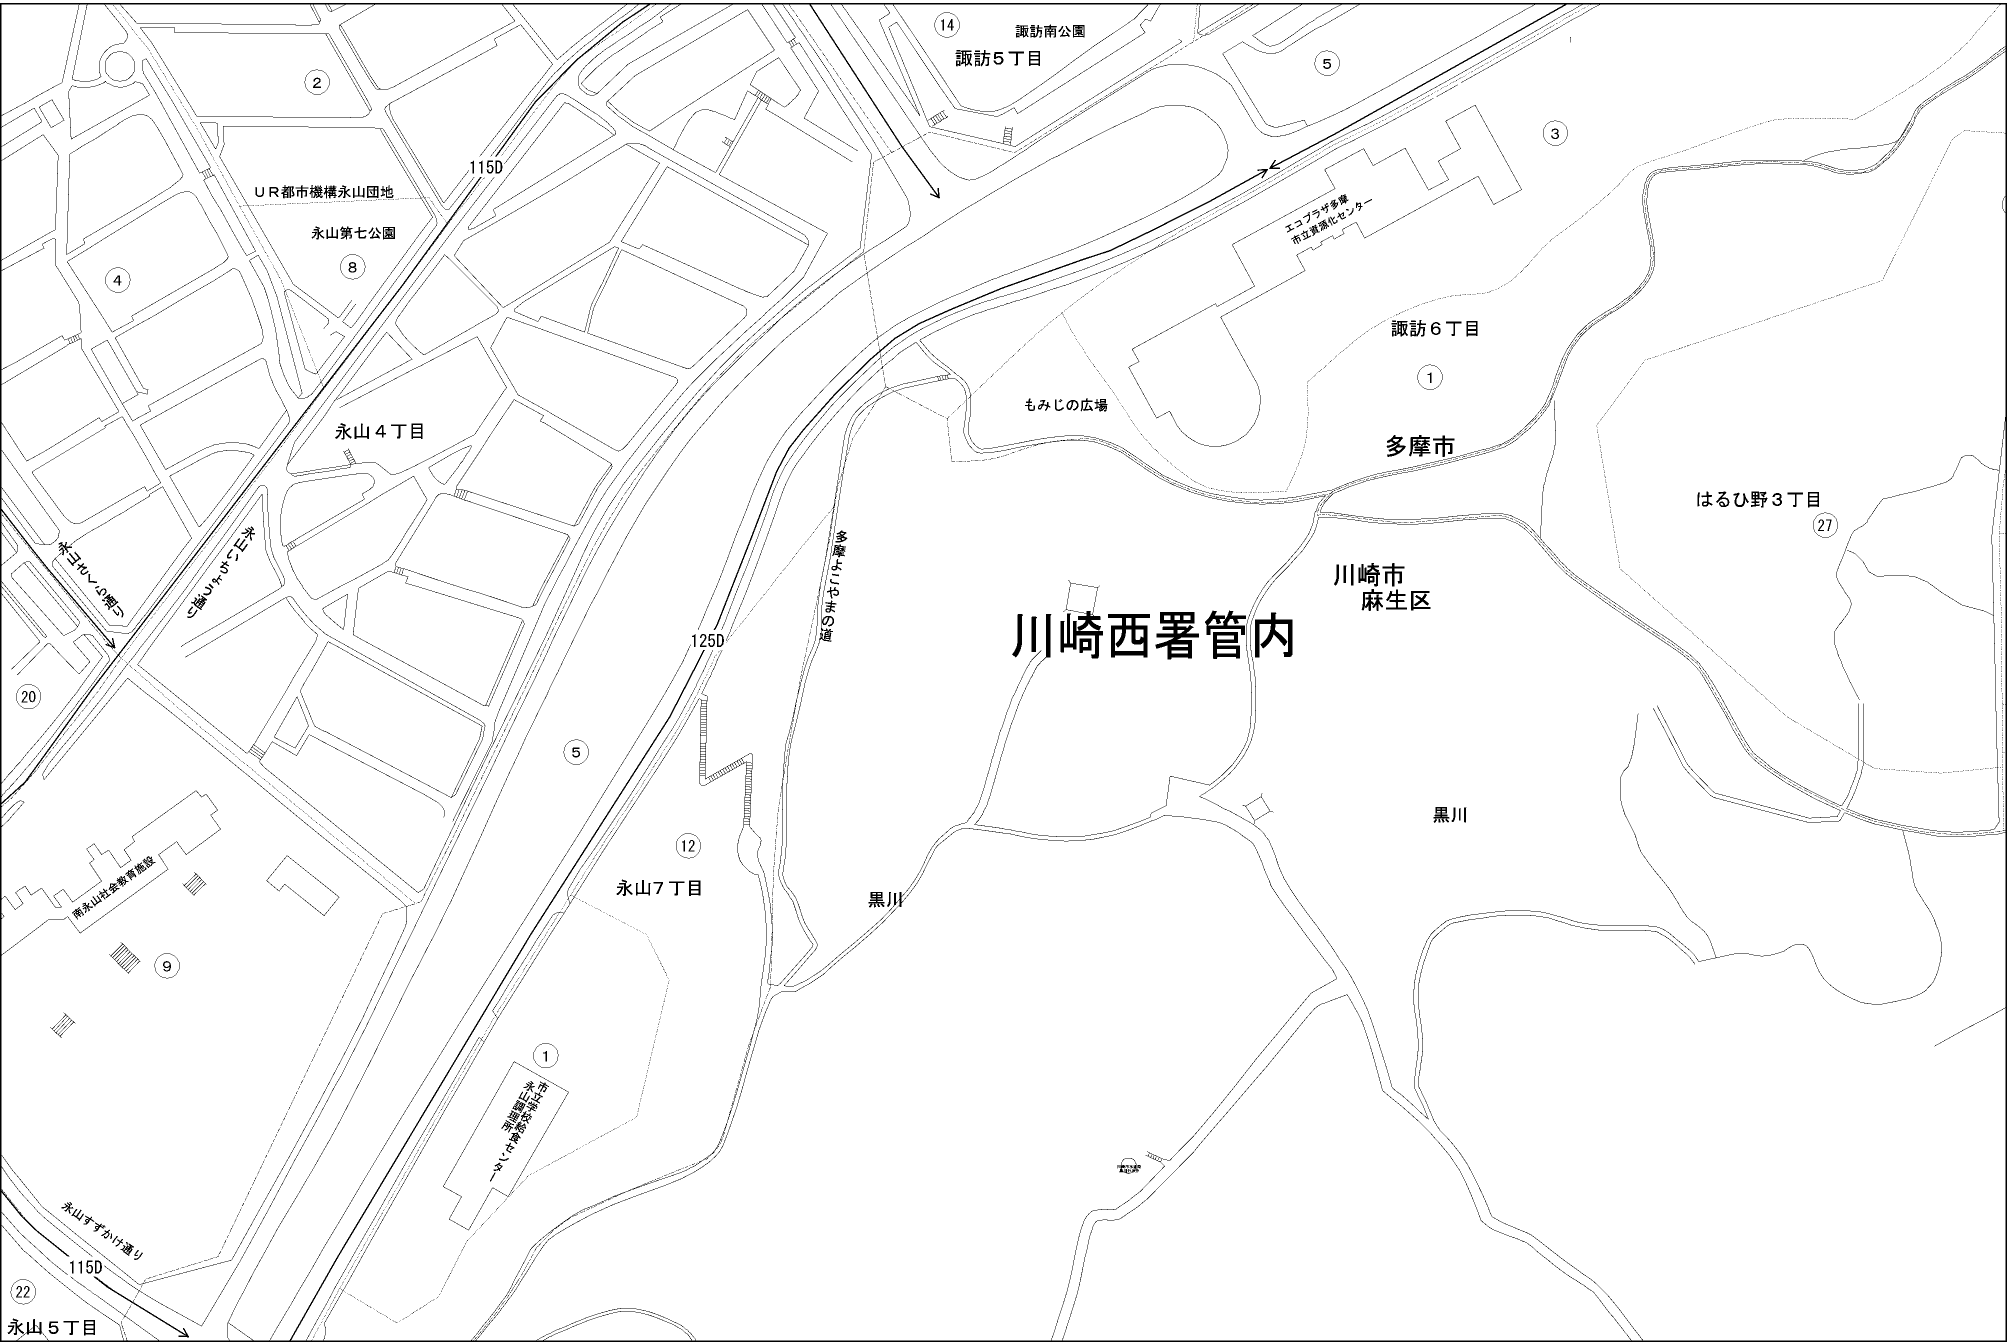 14
諏訪南公園
諏訪５丁目
5
2
3
115D
ＵＲ都市機構永山団地
永山第七公園
8
4
エコプラザ多摩
市立資源化センター
諏訪６丁目
1
もみじの広場
多摩市
永山４丁目
はるひ野３丁目
27
永山さくら通り
永山いちょう通り
多摩よこやまの道
川崎市
麻生区
川崎西署管内
125D
20
5
黒川
12
永山７丁目
黒川
南永山社会教育施設
9
1
市立学校給食センター
永山調理所
永山すずかけ通り
115D
22
永山５丁目